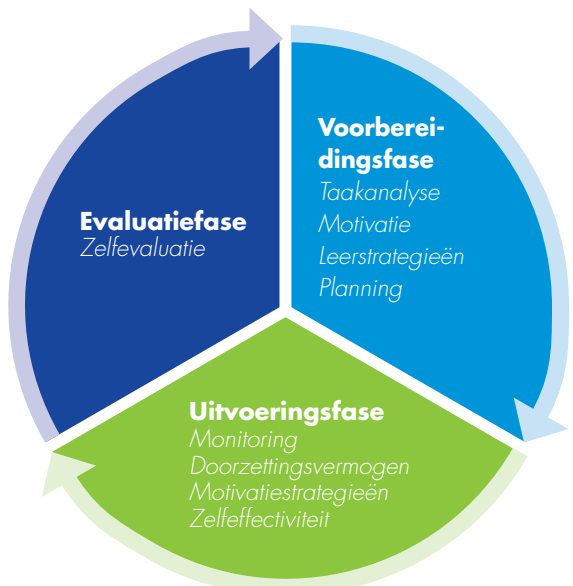 Voorberei-
dingsfase
Taakanalyse
Motivatie
Leerstrategieën
Planning
Uitvoeringsfase
Monitoring
Doorzettingsvermogen
Motivatiestrategieën
Zelfeffectiviteit
Evaluatiefase
Zelfevaluatie